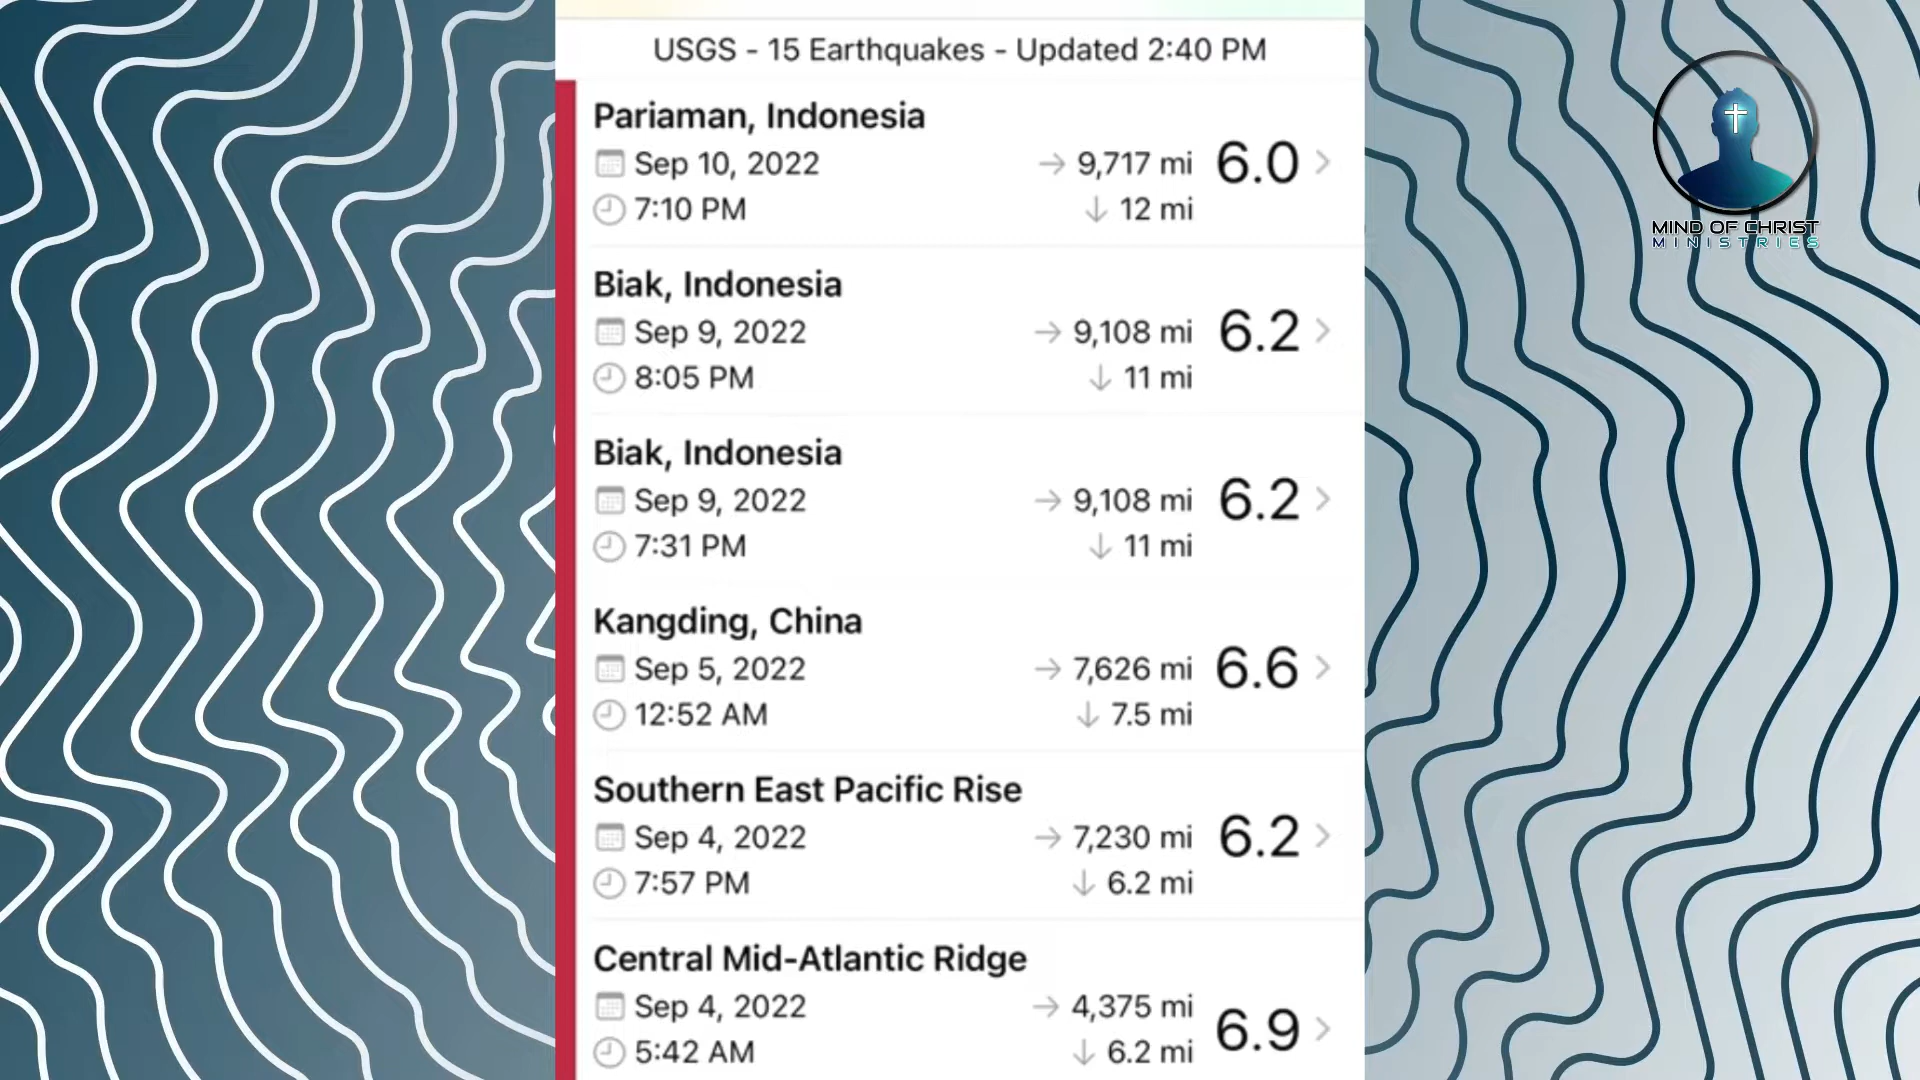 USGS - 15 Earthquakes - Updated 2:40 PM
Pariaman, Indonesia
Sep 10, 2022
9,717 mi
6.0
7:10 PM
12 mi
Biak, Indonesia
Sep 9, 2022
9,108 mi
6.2
8:05 PM
11 mi
Biak, Indonesia
Sep 9, 2022
9,108 mi
6.2
7:31 PM
11 mi
Kangding, China
Sep 5, 2022
7,626 mi
6.6
12:52 AM
7.5 mi
Southern East Pacific Rise
Sep 4, 2022
7,230 mi
6.2
7:57 PM
6.2 mi
Central Mid-Atlantic Ridge
Sep 4, 2022
4,375 mi
6.9
5:42 AM
6.2 mi
MIND OF CHRIST
MINISTRIES